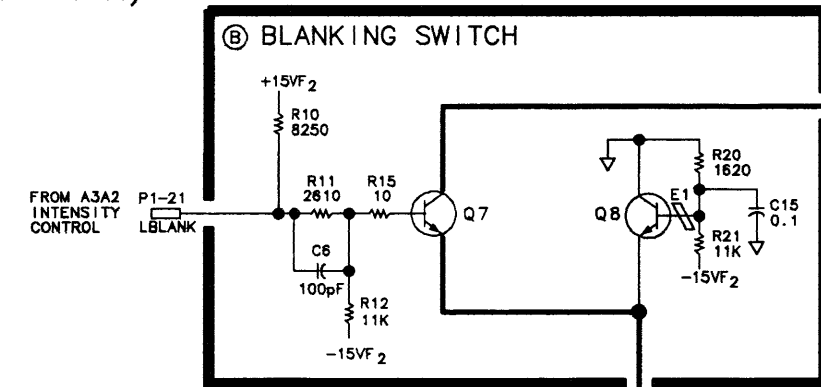 Ⓑ BLANKING SWITCH
+15VF2
R10
8250
FROM A3A2
INTENSITY
CONTROL
P1-21
LBLANK
R11
2610
R15
10
Q7
C6
100pF
R12
11K
-15VF2
R20
1620
E1
Q8
C15
0.1
R21
11K
-15VF2